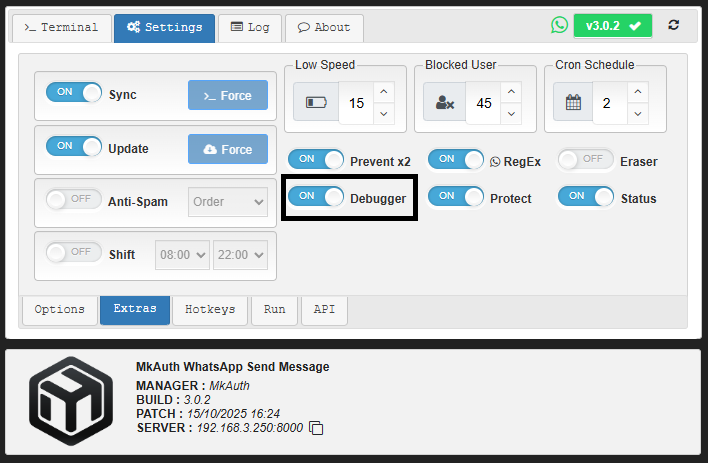 >_ Terminal
Settings
Log
About
v3.0.2
ON Sync >_ Force
ON Update Force
OFF Anti-Spam Order
OFF Shift 08:00 22:00
Low Speed
15
Blocked User
45
Cron Schedule
2
ON Prevent x2 ON RegEx OFF Eraser
ON Debugger ON Protect ON Status
Options Extras Hotkeys Run API
MkAuth WhatsApp Send Message
MANAGER : MkAuth
BUILD : 3.0.2
PATCH : 15/10/2025 16:24
SERVER : 192.168.3.250:8000